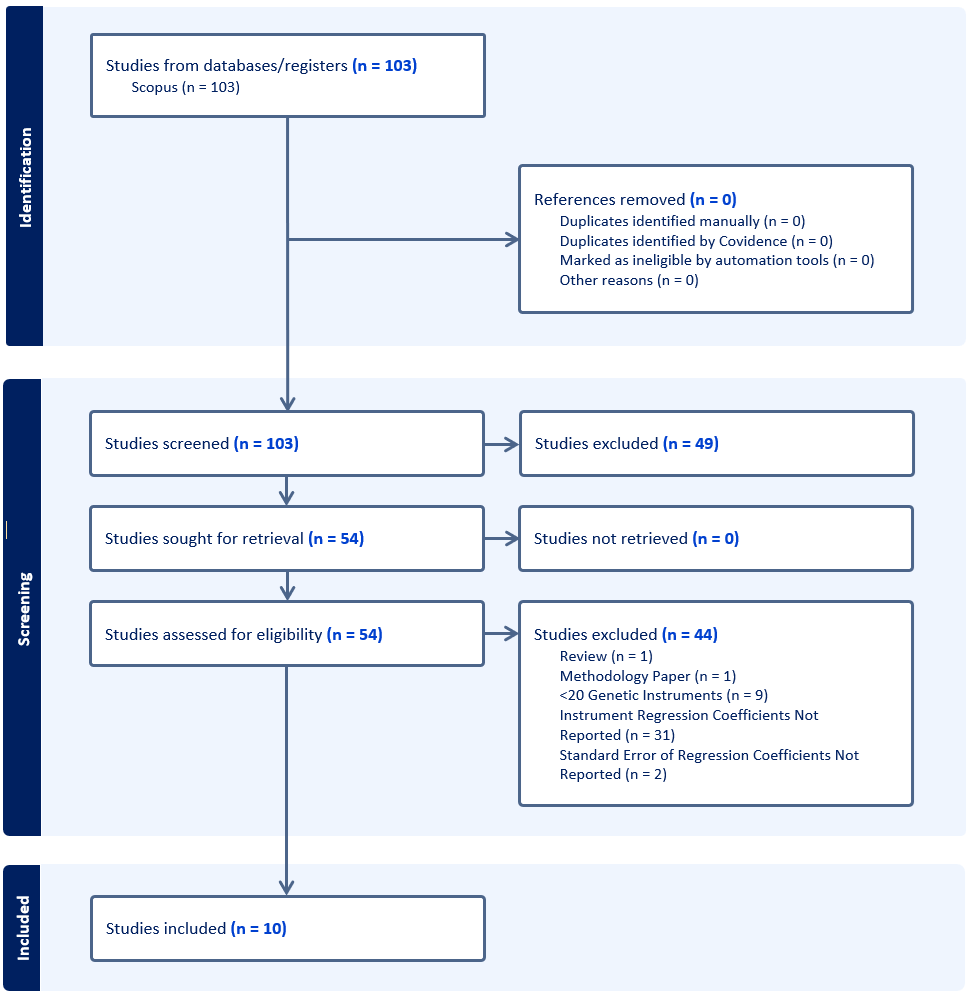 Identification
Studies from databases/registers (n = 103)
Scopus (n = 103)
References removed (n = 0)
Duplicates identified manually (n = 0)
Duplicates identified by Covidence (n = 0)
Marked as ineligible by automation tools (n = 0)
Other reasons (n = 0)
Screening
Studies screened (n = 103)
Studies excluded (n = 49)
Studies sought for retrieval (n = 54)
Studies not retrieved (n = 0)
Studies assessed for eligibility (n = 54)
Studies excluded (n = 44)
Review (n = 1)
Methodology Paper (n = 1)
<20 Genetic Instruments (n = 9)
Instrument Regression Coefficients Not
Reported (n = 31)
Standard Error of Regression Coefficients Not
Reported (n = 2)
Included
Studies included (n = 10)